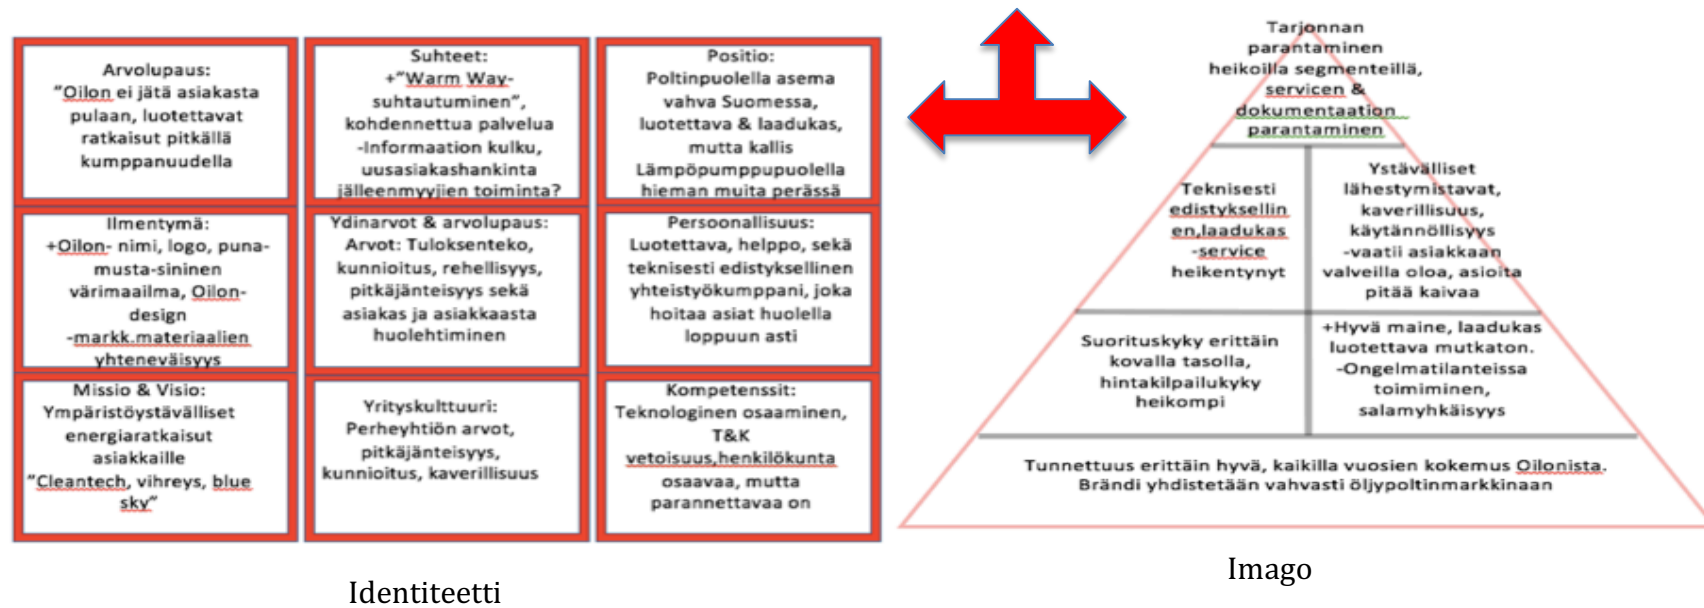 Arvolupaus:
"Oilon ei jätä asiakasta
pulaan, luotettavat
ratkaisut pitkällä
kumppanuudella
Suhteet:
+"Warm Way-
suhtautuminen",
kohdennettua palvelua
-Informaation kulku,
uusasiakashankinta
jälleenmyyjien toiminta?
Positio:
Poltinpuolella asema
vahva Suomessa,
luotettava & laadukas,
mutta kallis
Lämpöpumppupuolella
hieman muita perässä
Ilmentymä:
+Oilon- nimi, logo, puna-
musta-sininen
värimaailma, Oilon-
design
-markk.materiaalien
yhteneväisyys
Ydinarvot & arvolupaus:
Arvot: Tuloksenteko,
kunnioitus, rehellisyys,
pitkäjänteisyys sekä
asiakas ja asiakkaasta
huolehtiminen
Persoonallisuus:
Luotettava, helppo, sekä
teknisesti edistyksellinen
yhteistyökumppani, joka
hoitaa asiat huolella
loppuun asti
Missio & Visio:
Ympäristöystävälliset
energiaratkaisut
asiakkaille
"Cleantech, vihreys, blue
sky"
Yrityskulttuuri:
Perheyhtiön arvot,
pitkäjänteisyys,
kunnioitus, kaverillisuus
Kompetenssit:
Teknologinen osaaminen,
T&K
vetoisuus,henkilökunta
osaavaa, mutta
parannettavaa on
Identiteetti
Tarjonnan
parantaminen
heikoilla segmenteillä,
servicen &
dokumentaation
parantaminen
Teknisesti
edistyksellin
en,laadukas
-service
heikentynyt
Ystävälliset
lähestymistavat,
kaverillisuus,
käytännöllisyys
-vaatii asiakkaan
valveilla oloa, asioita
pitää kaivaa
Suorituskyky erittäin
kovalla tasolla,
hintakilpailukyky
heikompi
+Hyvä maine, laadukas
luotettava mutkaton.
-Ongelmatilanteissa
toimiminen,
salamyhkäisyys
Tunnettuus erittäin hyvä, kaikilla vuosien kokemus Oilonista.
Brändi yhdistetään vahvasti öljypoltinmarkkinaan
Imago